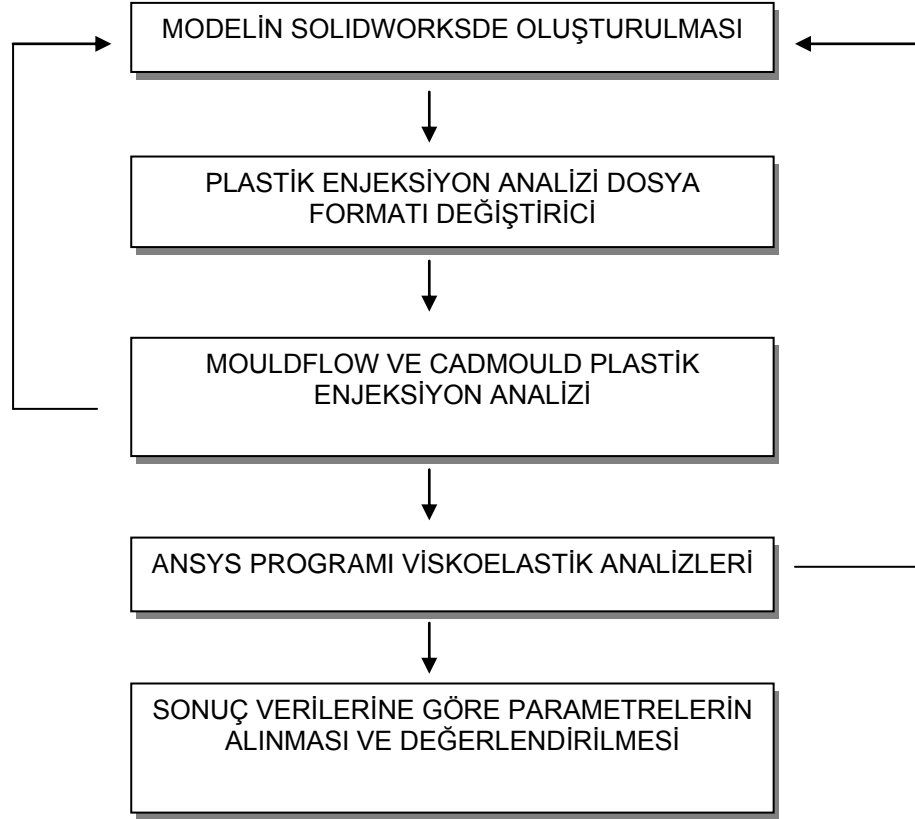 MODELİN SOLIDWORKSDE OLUŞTURULMASI
PLASTİK ENJEKSİYON ANALİZİ DOSYA
FORMATI DEĞİŞTİRİCİ
MOULDFLOW VE CADMOULD PLASTİK
ENJEKSİYON ANALİZİ
ANSYS PROGRAMI VİSKOELASTİK ANALİZLERİ
SONUÇ VERİLERİNE GÖRE PARAMETRELERİN
ALINMASI VE DEĞERLENDİRİLMESİ